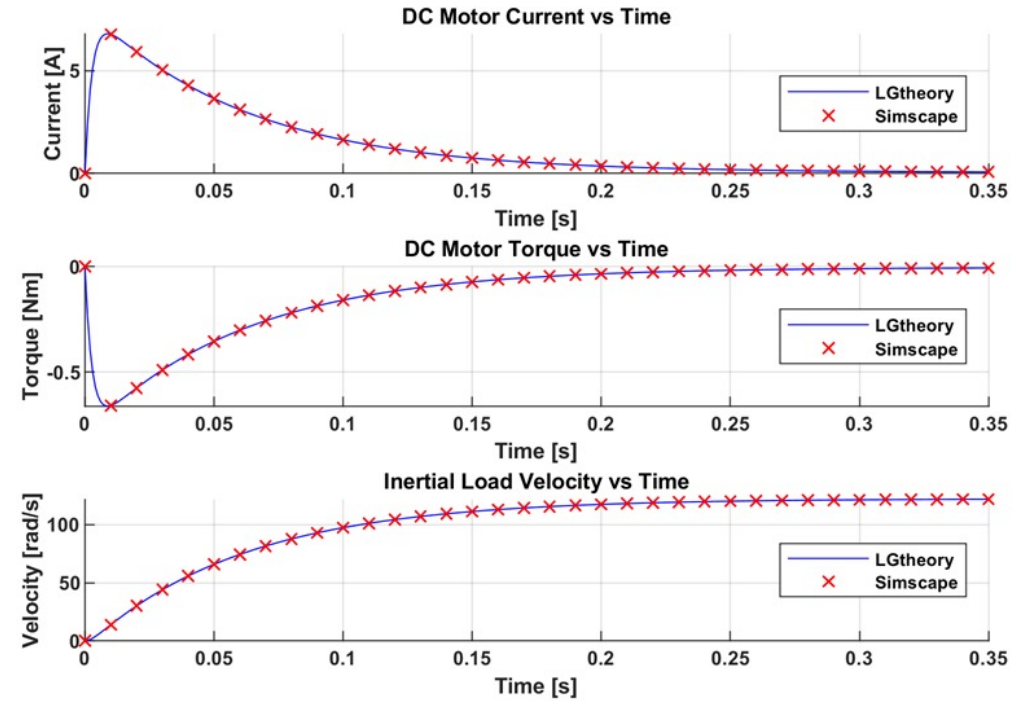 DC Motor Current vs Time
Current [A]
5
0
LGtheory
Simscape
0 0.05 0.1 0.15 0.2 0.25 0.3 0.35
Time [s]
DC Motor Torque vs Time
Torque [Nm]
0
-0.5
LGtheory
Simscape
0 0.05 0.1 0.15 0.2 0.25 0.3 0.35
Time [s]
Inertial Load Velocity vs Time
Velocity [rad/s]
100
50
0
LGtheory
Simscape
0 0.05 0.1 0.15 0.2 0.25 0.3 0.35
Time [s]